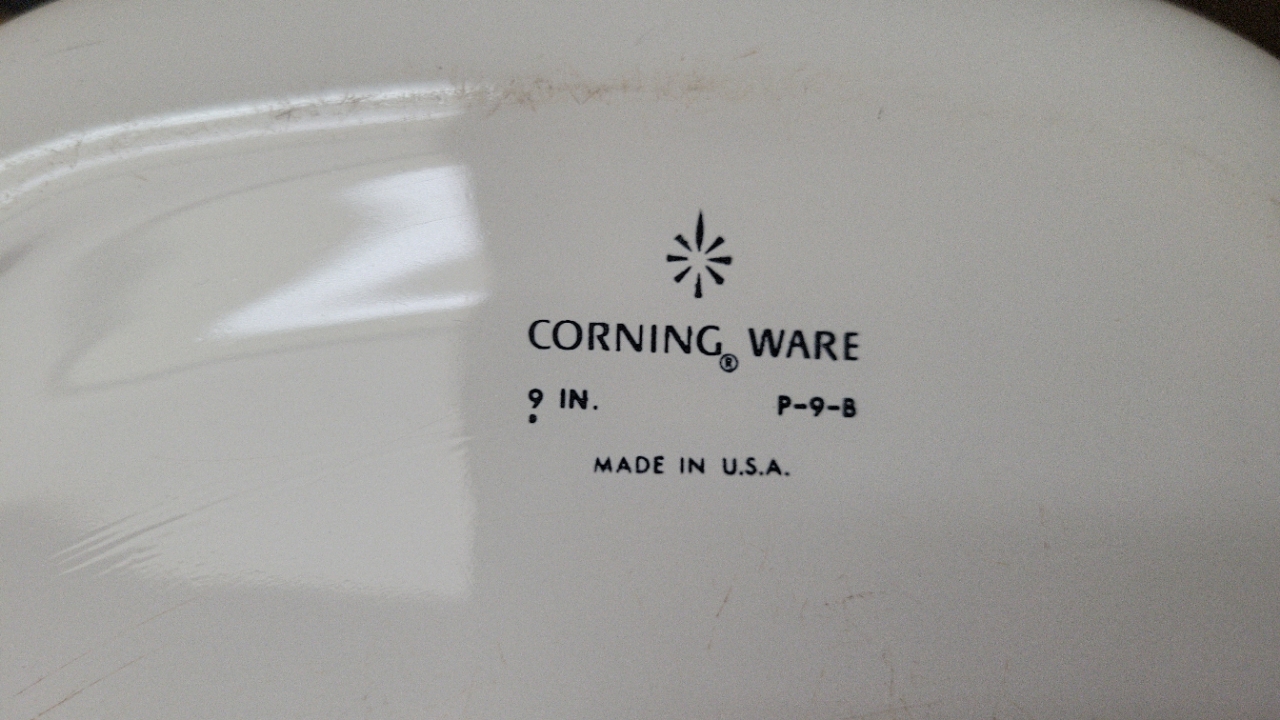 CORNING® WARE
9 IN. P-9-B
MADE IN U.S.A.